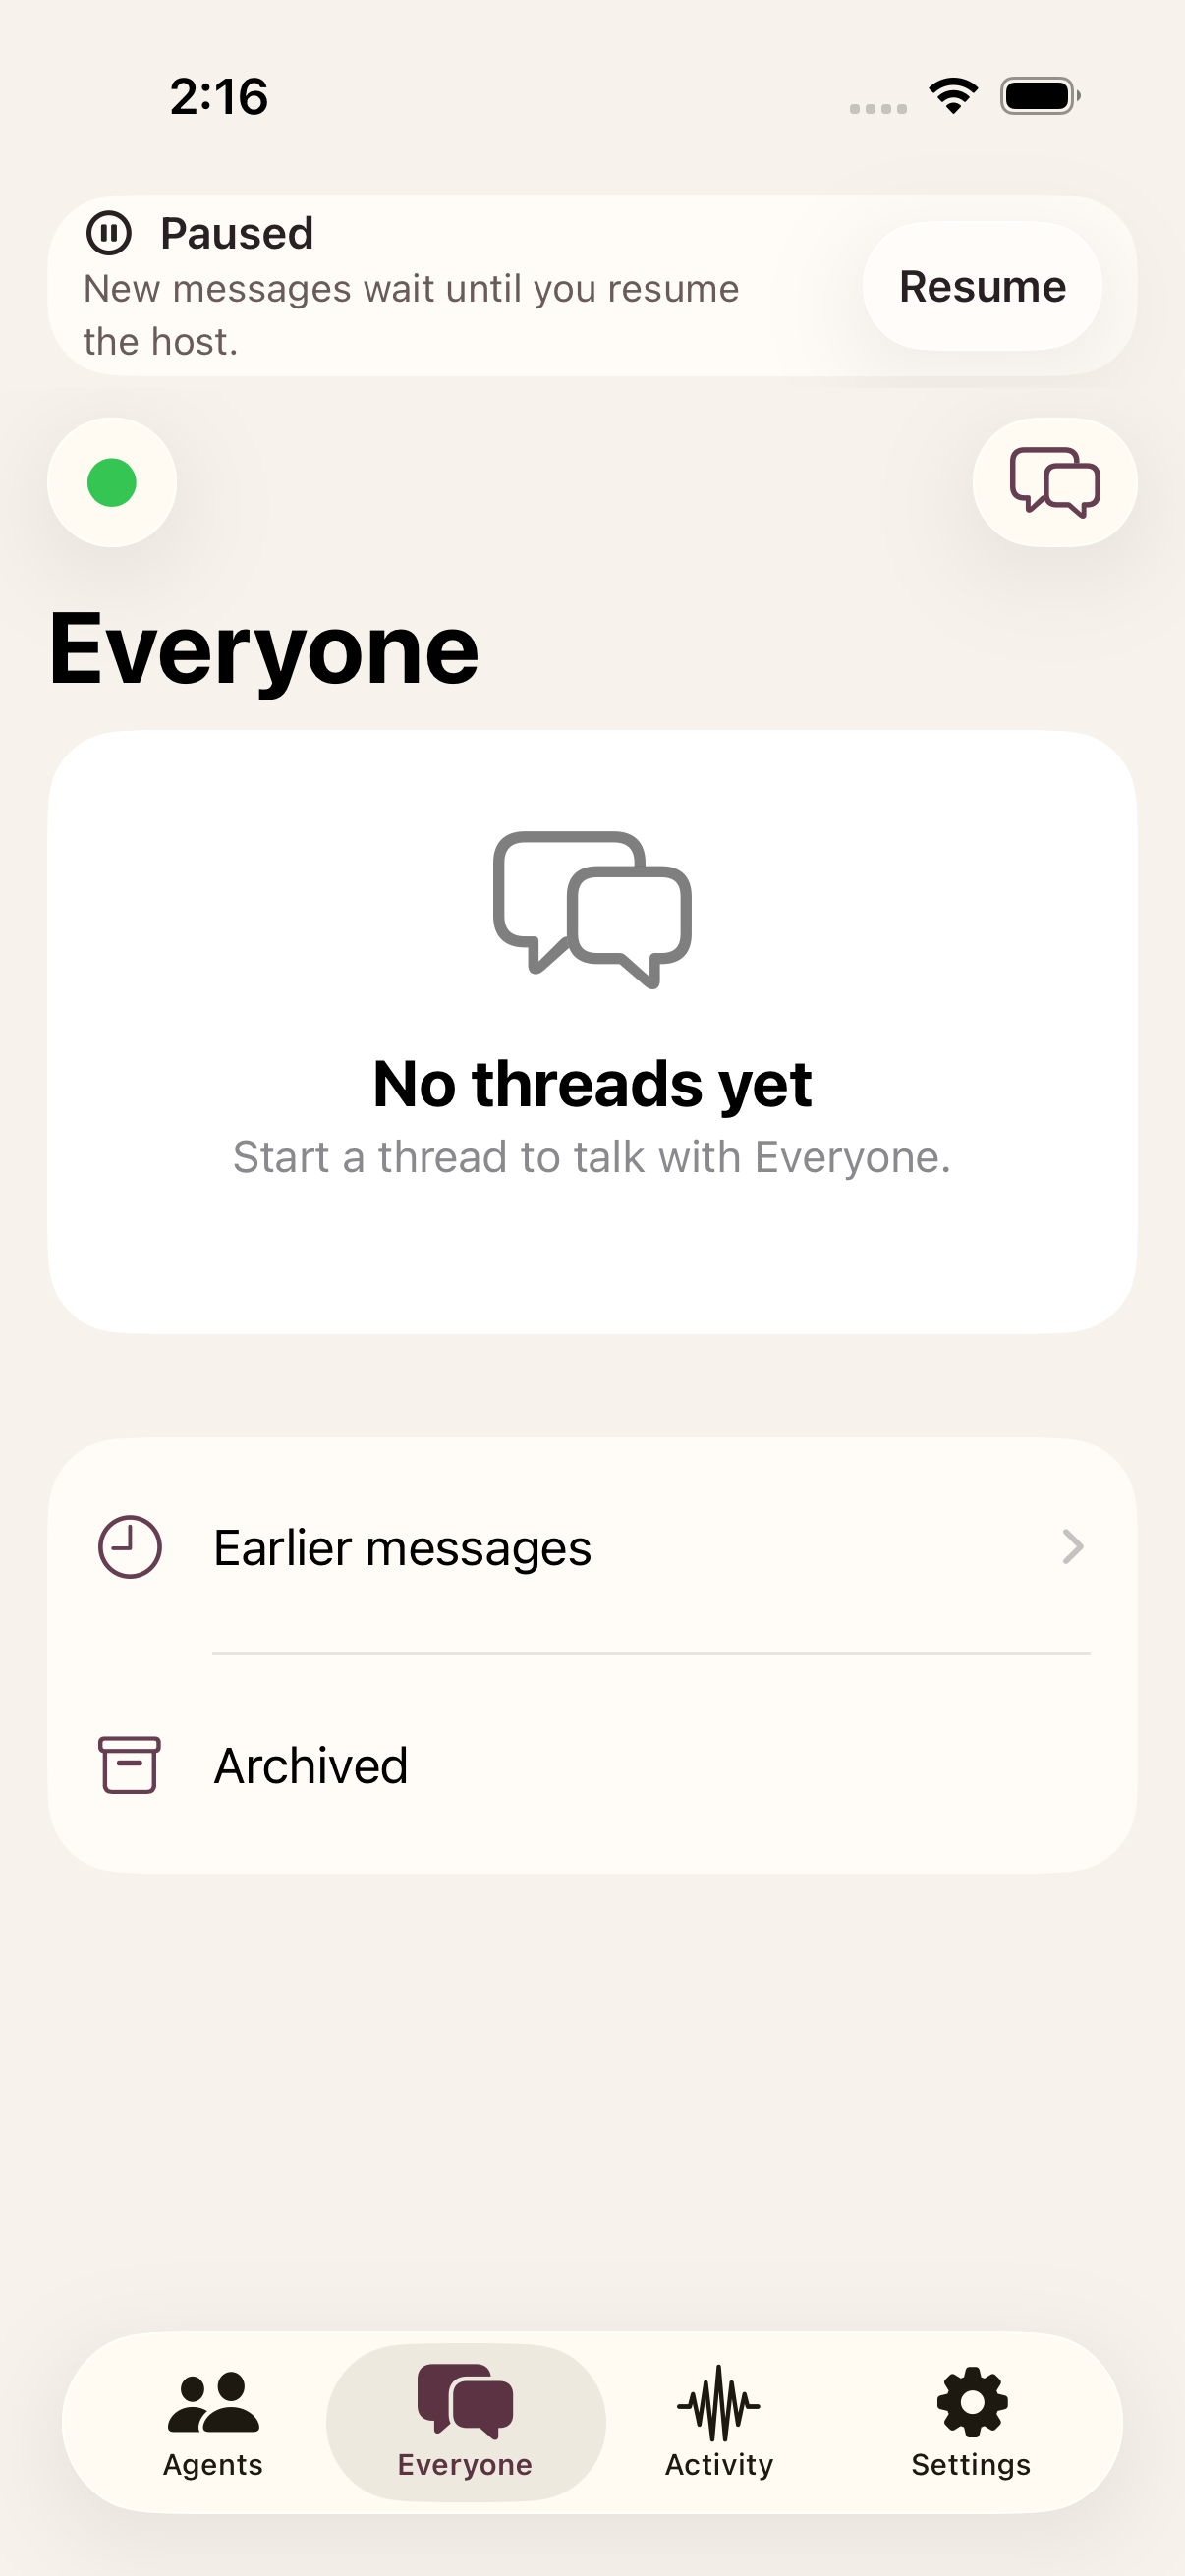 2:16
Paused
New messages wait until you resume
the host.
Resume
Everyone
No threads yet
Start a thread to talk with Everyone.
Earlier messages
Archived
Agents
Everyone
Activity
Settings